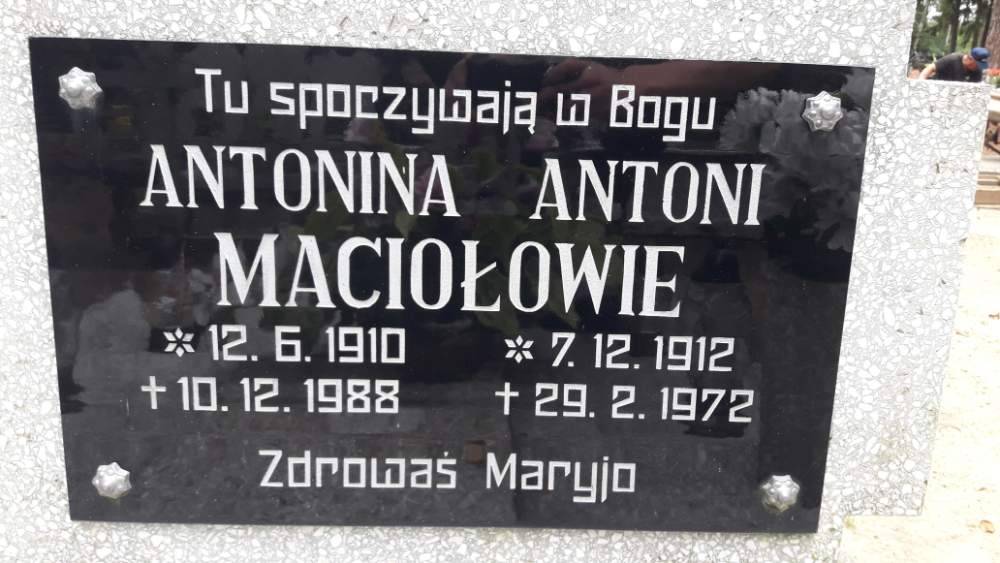 Tu spoczywają w Bogu
ANTONINA ANTONI
MACIOŁOWIE
* 12. 6. 1910 * 7. 12. 1912
† 10. 12. 1988 † 29. 2. 1972
Zdrowaś Maryjo